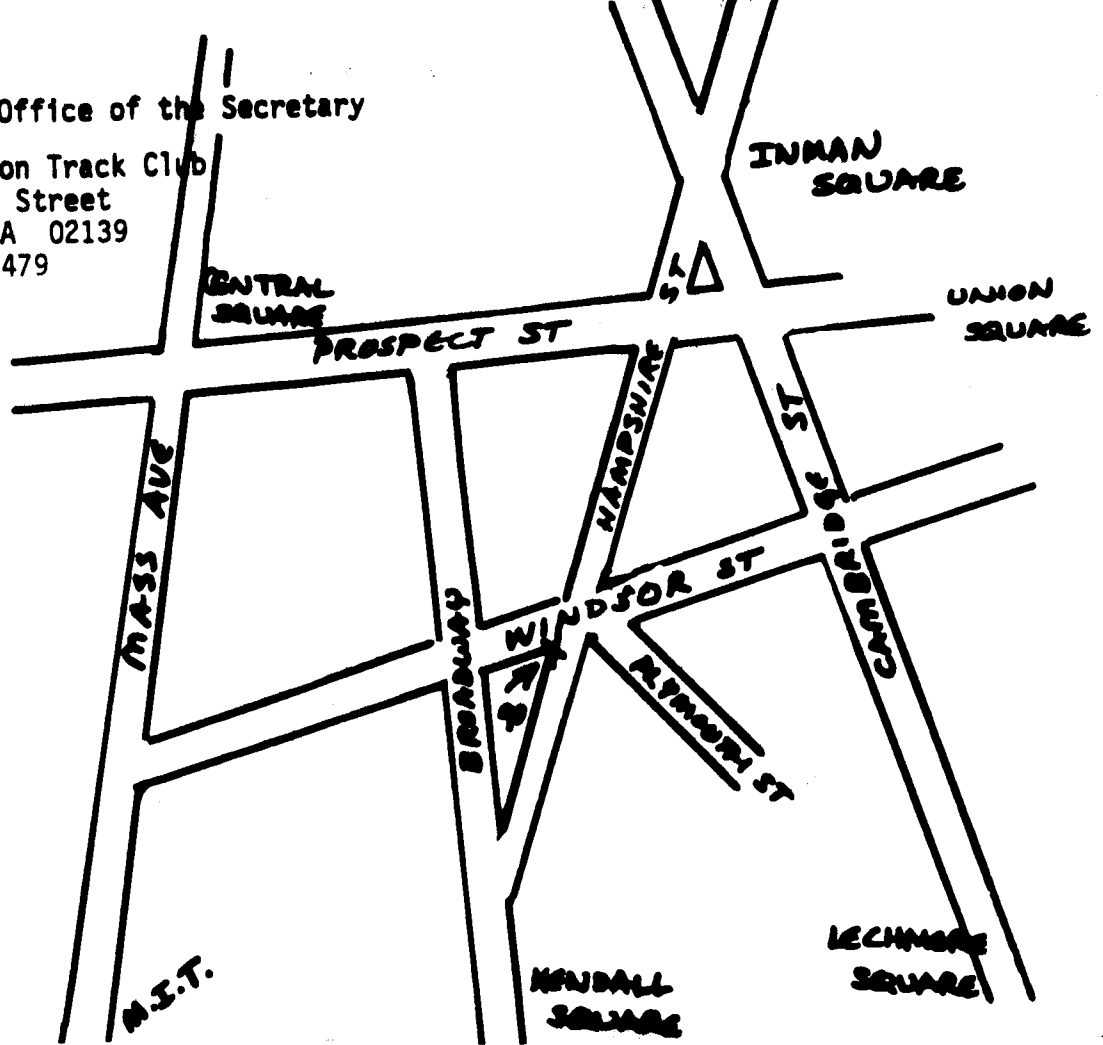 Office of the Secretary
on Track Club
Street
A 02139
479
INMAN
SQUARE
CENTRAL
SQUARE
UNION
SQUARE
PROSPECT ST
HAMPSHIRE
ST
MASS AVE
CAMBRIDGE ST
WINDSOR ST
BROADWAY
PLYMOUTH ST
LECHMERE
SQUARE
M.I.T.
KENDALL
SQUARE